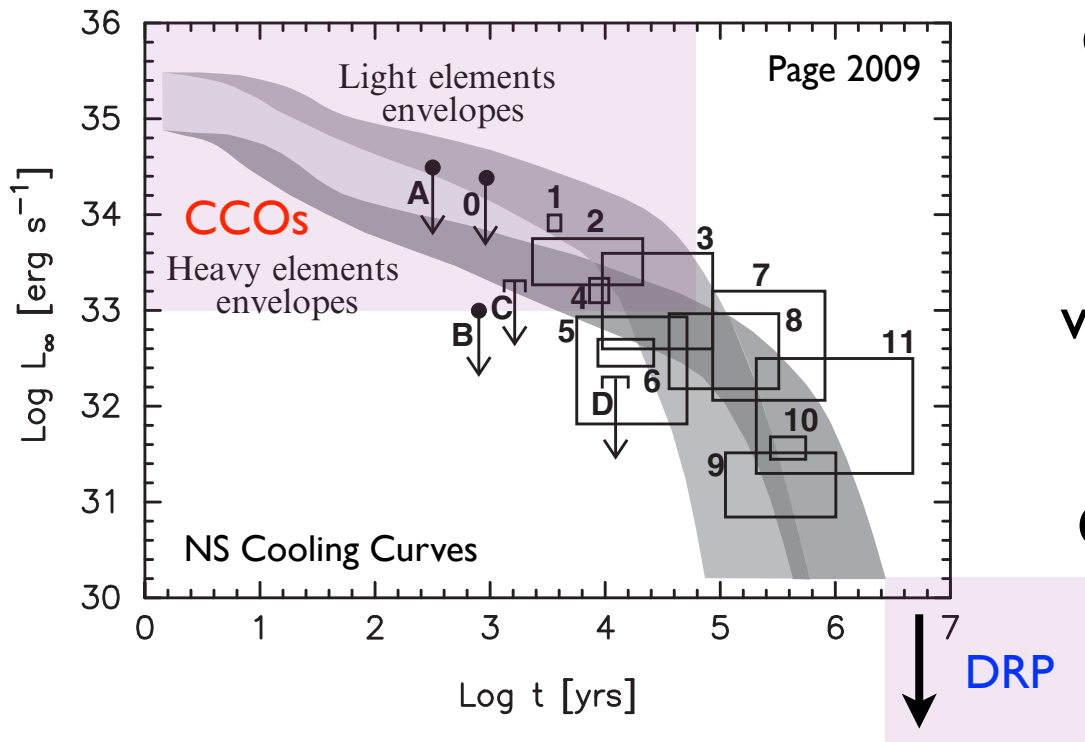 Page 2009
Light elements
envelopes
CCOs
Heavy elements
envelopes
NS Cooling Curves
DRP
Log L∞ [erg s⁻¹]
36
35
34
33
32
31
30
0 1 2 3 4 5 6 7
Log t [yrs]
A
0
1
2
3
4
B
C
5
6
D
7
8
11
10
9